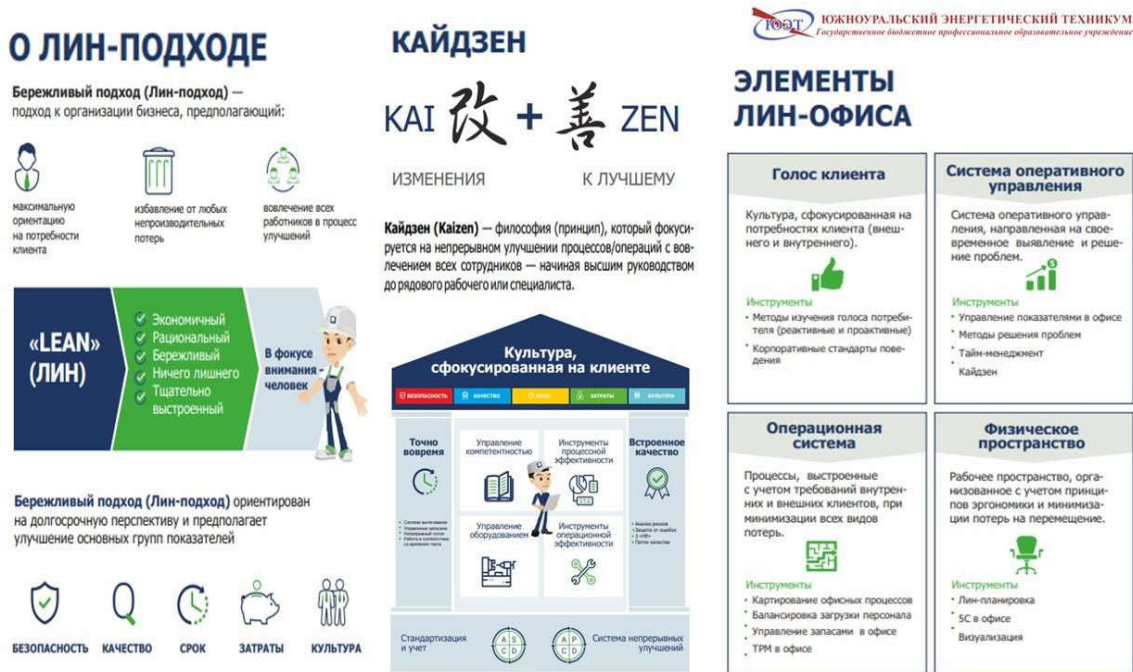 О ЛИН-ПОДХОДЕ
Бережливый подход (Лин-подход) —
подход к организации бизнеса, предполагающий:
максимальную
ориентацию
на потребности
клиента
избавление от любых
непроизводительных
потерь
вовлечение всех
работников в процесс
улучшений
«LEAN»
(ЛИН)
Экономичный
Рациональный
Бережливый
Ничего лишнего
Тщательно
выстроенный
В фокусе
внимания -
человек
Бережливый подход (Лин-подход) ориентирован
на долгосрочную перспективу и предполагает
улучшение основных групп показателей
БЕЗОПАСНОСТЬ
КАЧЕСТВО
СРОК
ЗАТРАТЫ
КУЛЬТУРА
КАЙДЗЕН
KAI 改 + 善 ZEN
ИЗМЕНЕНИЯ
К ЛУЧШЕМУ
Кайдзен (Kaizen) — философия (принцип), который фокуси-
руется на непрерывном улучшении процессов/операций с вов-
лечением всех сотрудников — начиная высшим руководством
до рядового рабочего или специалиста.
Культура,
сфокусированная на клиенте
БЕЗОПАСНОСТЬ
КАЧЕСТВО
ЗАТРАТЫ
КУЛЬТУРА
Точно
вовремя
Управление
компетентностью
Инструменты
процессной
эффективности
Встроенное
качество
Управление
оборудованием
Инструменты
операционной
эффективности
Стандартизация
и учет
A S
C D
A P
C D
Система непрерывных
улучшений
ЮЭТ
ЮЖНОУРАЛЬСКИЙ ЭНЕРГЕТИЧЕСКИЙ ТЕХНИКУМ
Государственное бюджетное профессиональное образовательное учреждение
ЭЛЕМЕНТЫ
ЛИН-ОФИСА
Голос клиента
Культура, сфокусированная на
потребностях клиента (внеш-
него и внутреннего).
Инструменты
Методы изучения голоса потреби-
теля (реактивные и проактивные)
Корпоративные стандарты пове-
дения
Система оперативного
управления
Система оперативного управ-
ления, направленная на свое-
временное выявление и реше-
ние проблем.
Инструменты
Управление показателями в офисе
Методы решения проблем
Тайм-менеджмент
Кайдзен
Операционная
система
Процессы, выстроенные
с учетом требований внутрен-
них и внешних клиентов, при
минимизации всех видов
потерь.
Инструменты
Картирование офисных процессов
Балансировка загрузки персонала
Управление запасами в офисе
ТРМ в офисе
Физическое
пространство
Рабочее пространство, орга-
низованное с учетом принци-
пов эргономики и минимиза-
ции потерь на перемещение.
Инструменты
Лин-планировка
5С в офисе
Визуализация